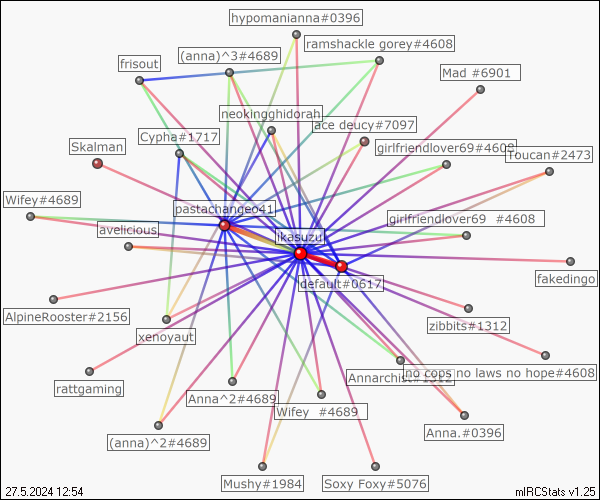 hypomanianna#0396
ramshackle gorey#4608
(anna)^3#4689
frisout
Mad #6901
neokingghidorah
ace deucy#7097
Cypha#1717
girlfriendlover69#4608
Skalman
Toucan#2473
Wifey#4689
pastachangeo41
girlfriendlover69 #4608
avelicious
ikasuzu
fakedingo
default#0617
AlpineRooster#2156
zibbits#1312
xenoyaut
no cops no laws no hope#4608
Annarchist#1312
rattgaming
Anna^2#4689
Wifey #4689
Anna.#0396
(anna)^2#4689
Mushy#1984
Soxy Foxy#5076
27.5.2024 12:54
mIRCStats v1.25